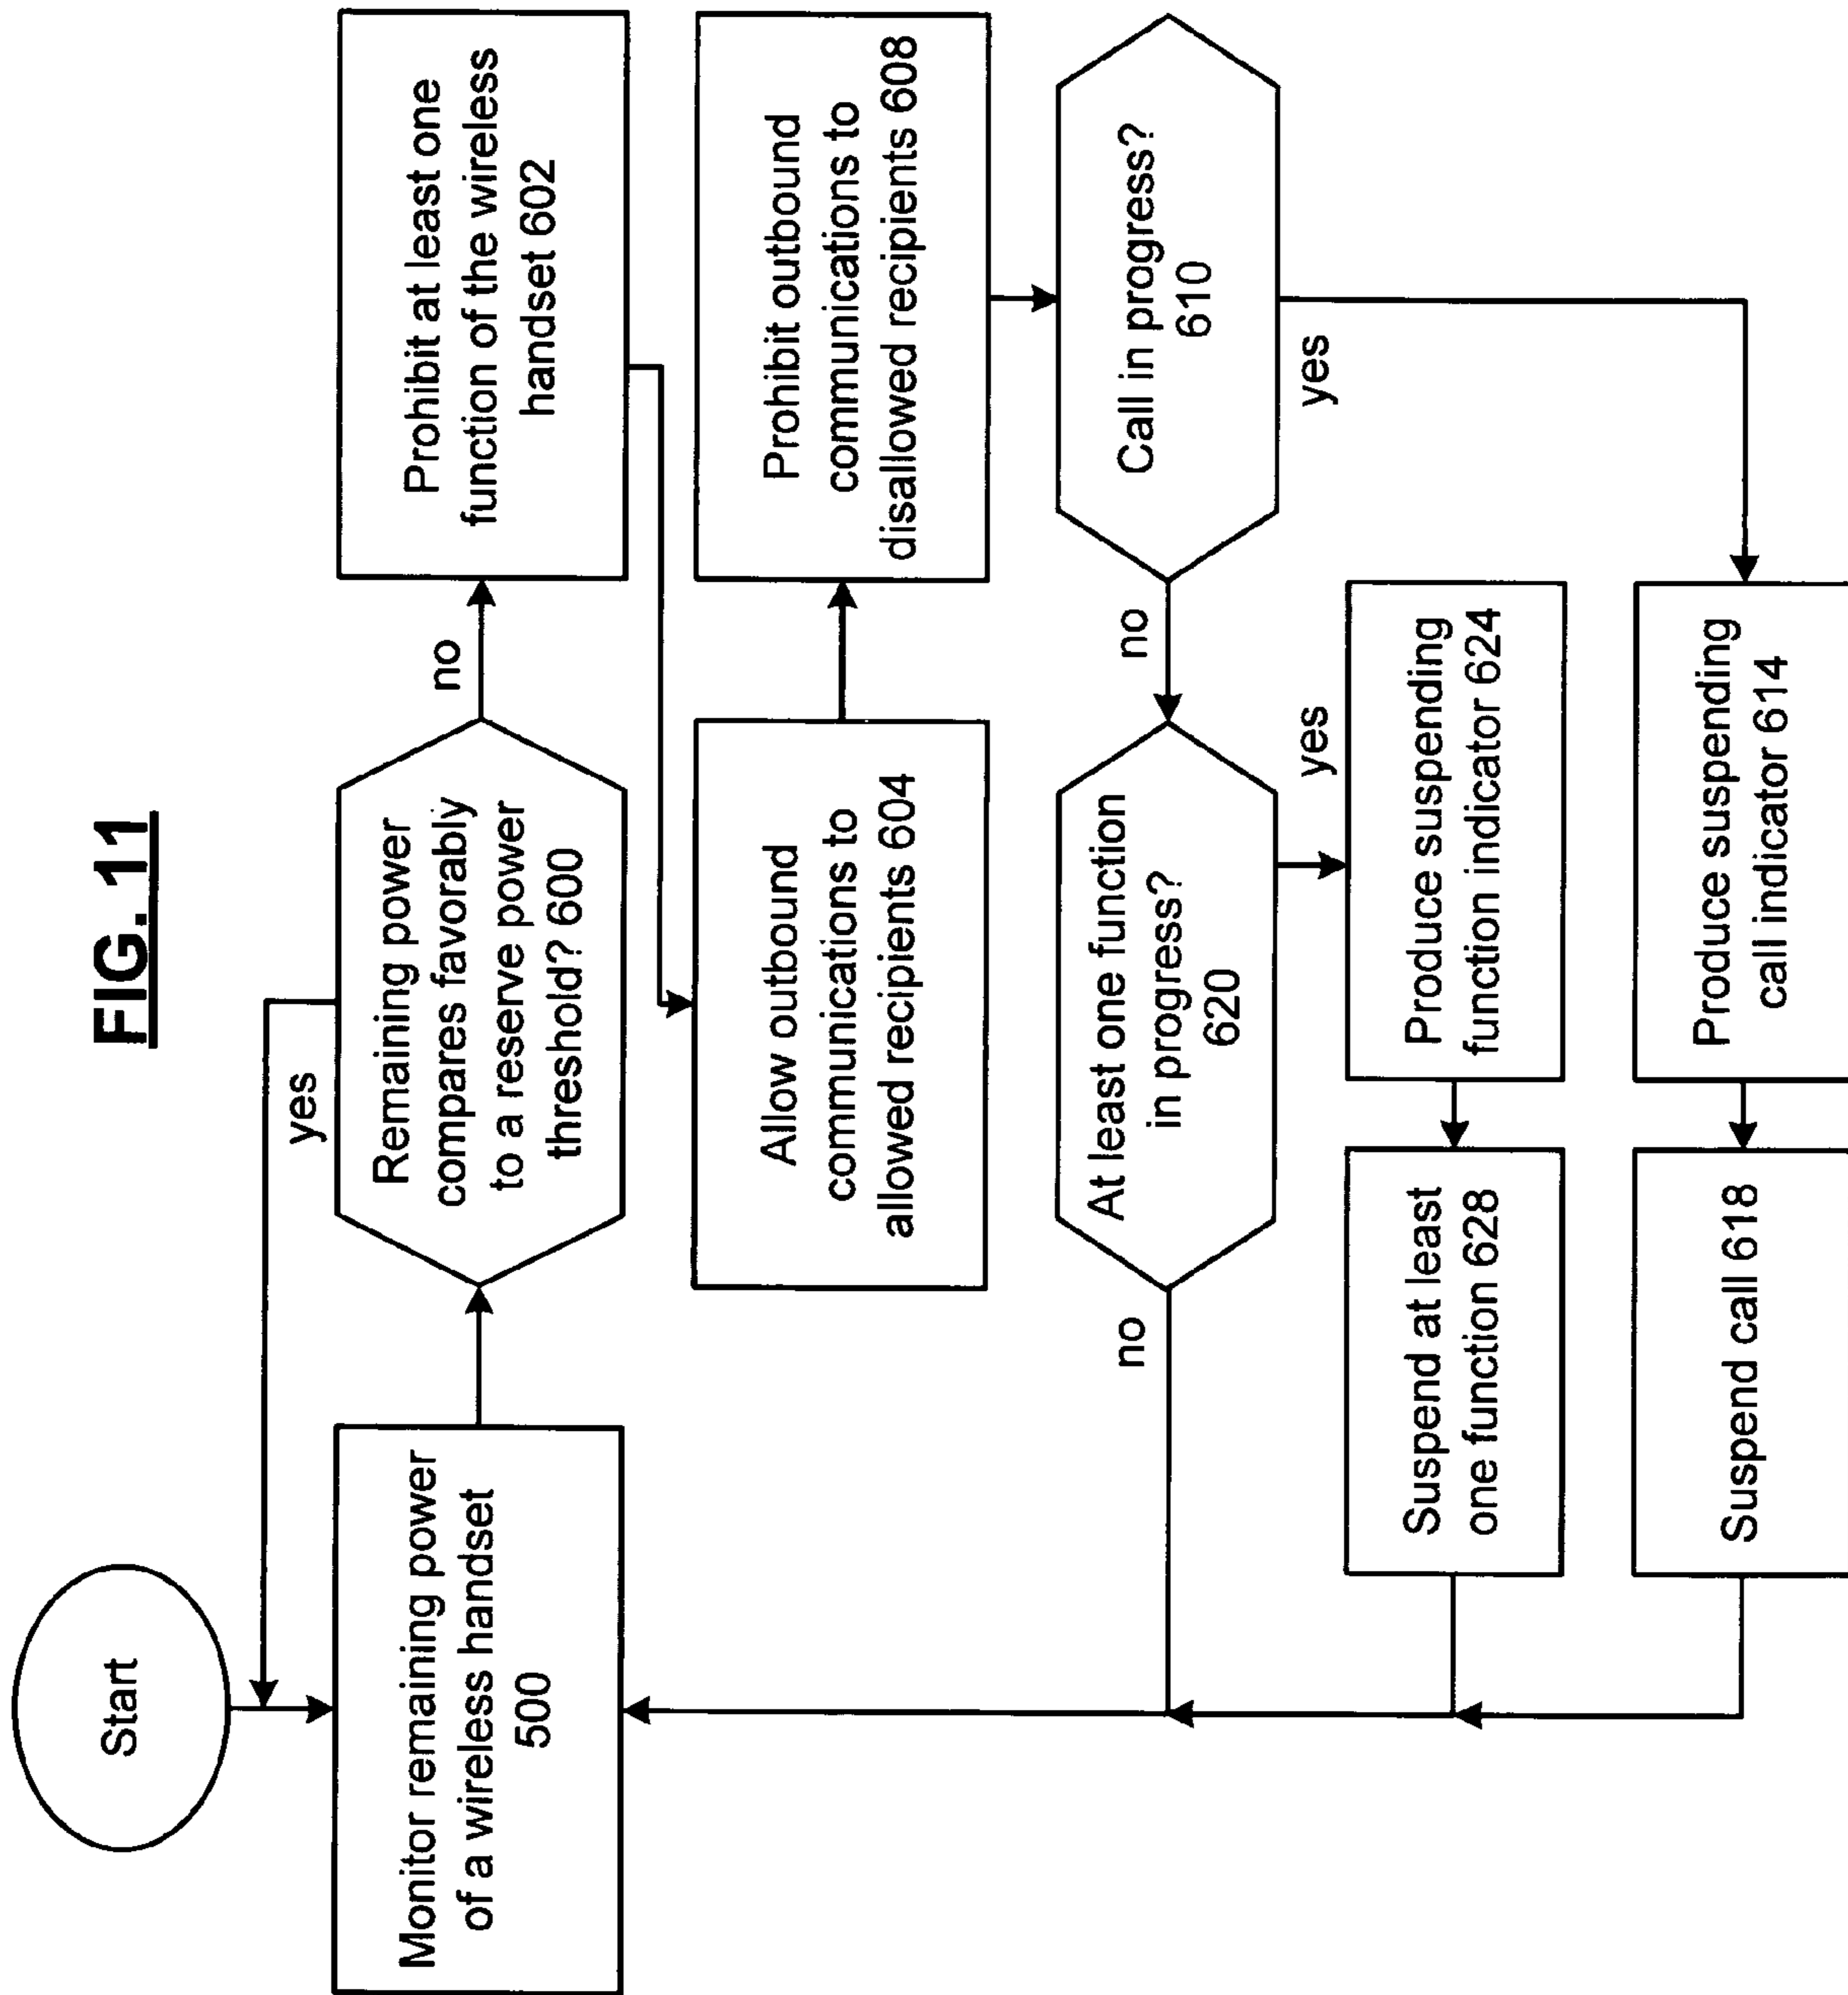 FIG. 11
Start
yes
Monitor remaining power
of a wireless handset
500
Remaining power
compares favorably
to a reserve power
threshold? 600
no
Prohibit at least one
function of the wireless
handset 602
Allow outbound
communications to
allowed recipients 604
Prohibit outbound
communications to
disallowed recipients 608
Call in progress?
610
no
yes
At least one function
in progress?
620
no
yes
Suspend at least
one function 628
Produce suspending
function indicator 624
Suspend call 618
Produce suspending
call indicator 614